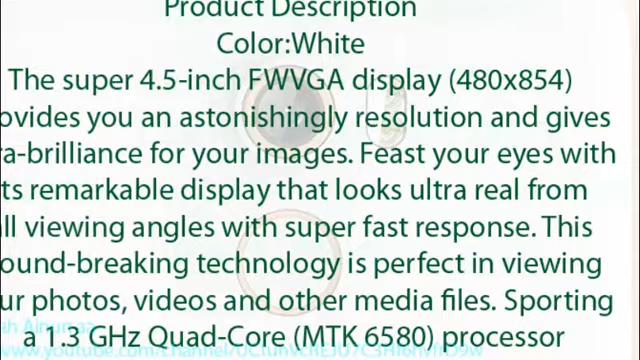 Product Description
Color:White
The super 4.5-inch FWVGA display (480x854)
ovides you an astonishingly resolution and gives
ra-brilliance for your images. Feast your eyes with
ts remarkable display that looks ultra real from
ll viewing angles with super fast response. This
ound-breaking technology is perfect in viewing
ur photos, videos and other media files. Sporting
a 1.3 GHz Quad-Core (MTK 6580) processor